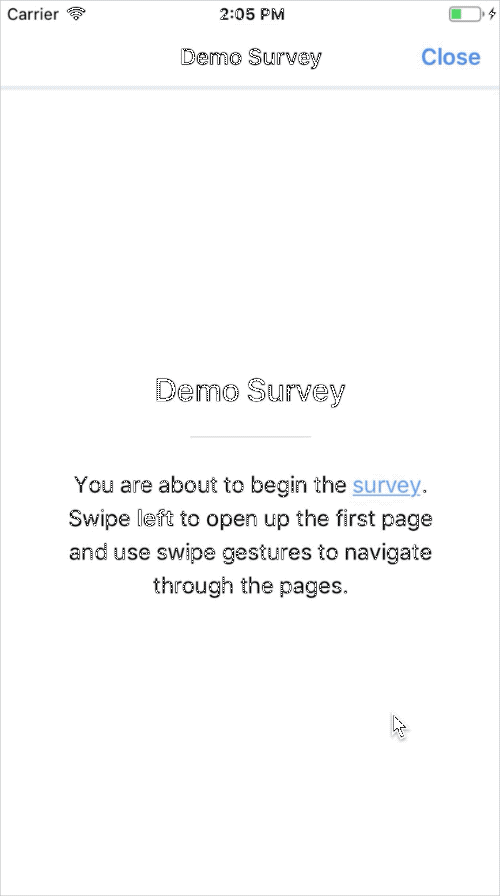 Carrier 2:05 PM
Demo Survey Close
Demo Survey
You are about to begin the survey.
Swipe left to open up the first page
and use swipe gestures to navigate
through the pages.